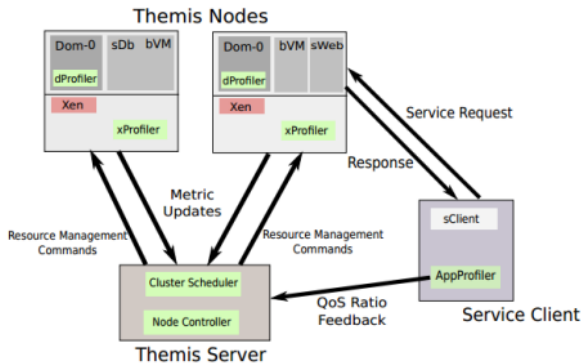 Themis Nodes
Dom-0
sDb
bVM
dProfiler
Xen
xProfiler
Dom-0
bVM
sWeb
dProfiler
Xen
xProfiler
Service Request
Response
Metric
Updates
Resource Management
Commands
Resource Management
Commands
sClient
AppProfiler
Service Client
QoS Ratio
Feedback
Cluster Scheduler
Node Controller
Themis Server